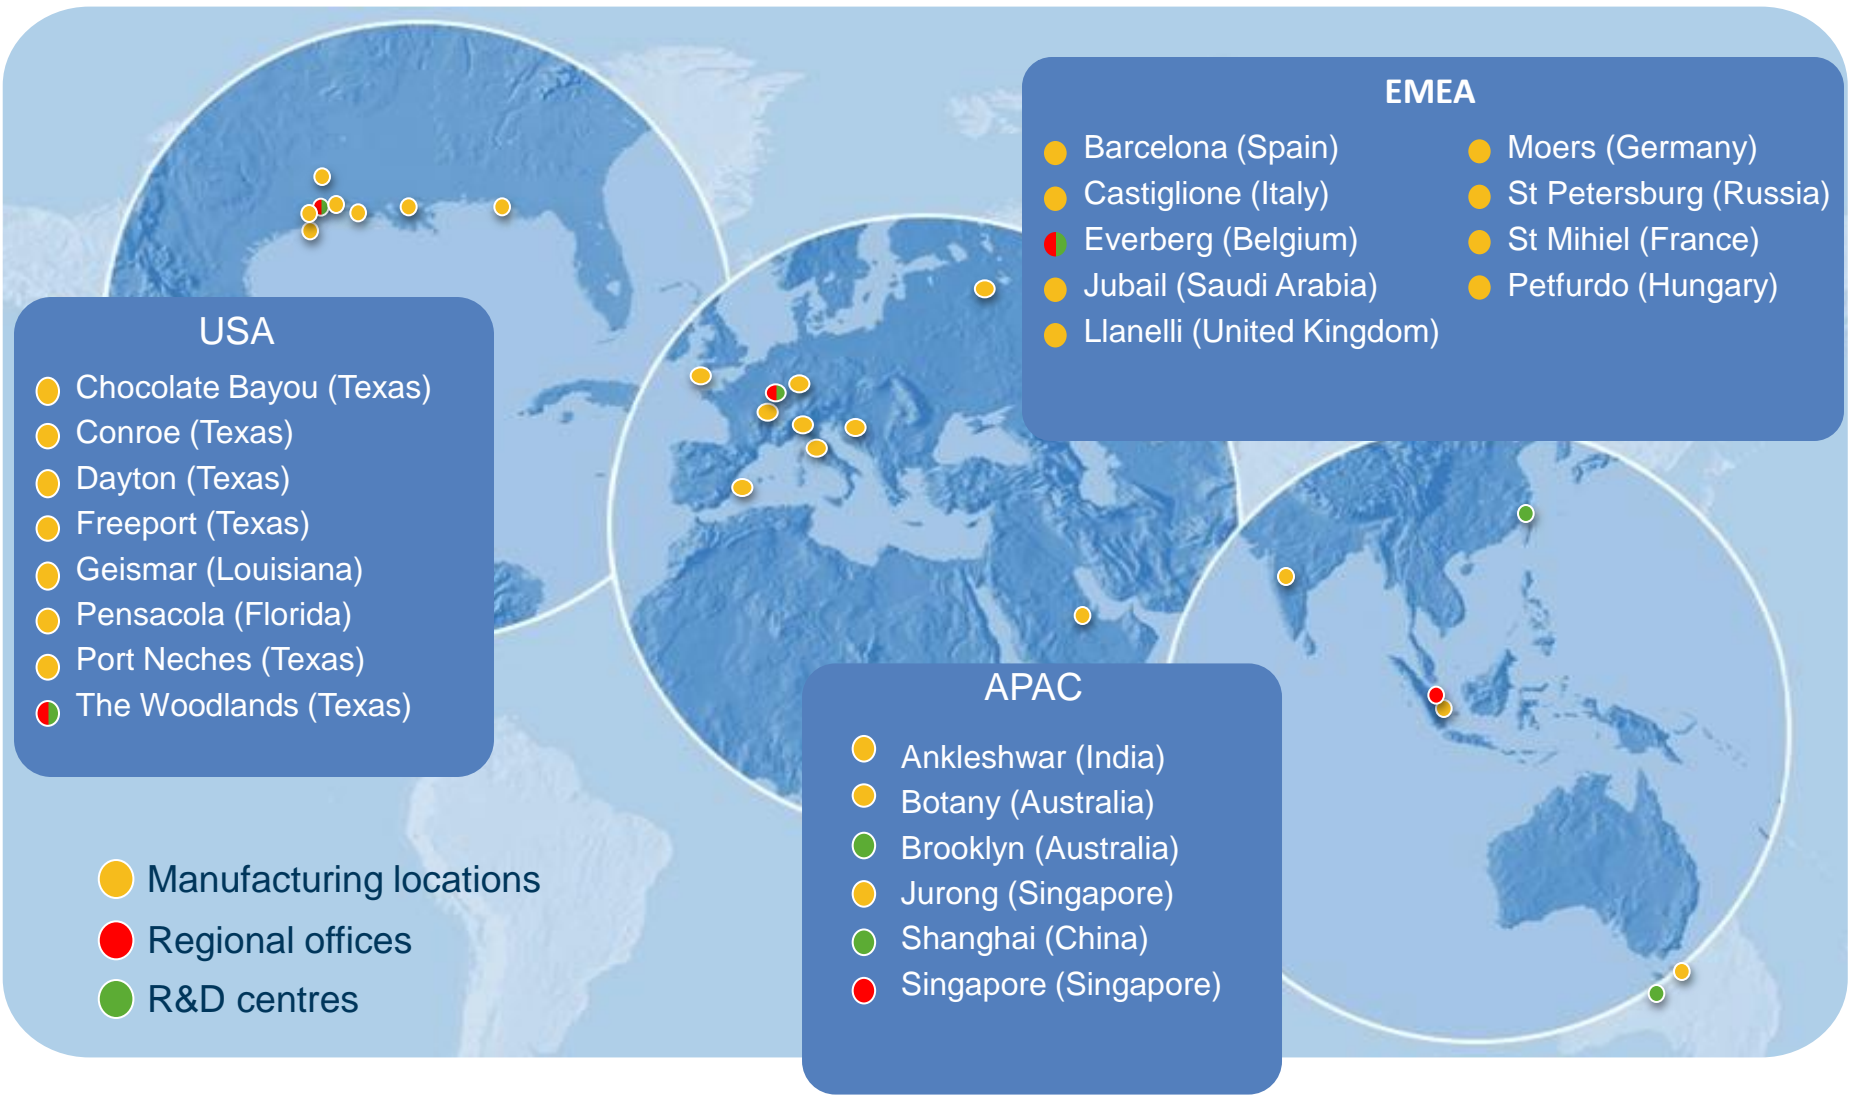 EMEA
Barcelona (Spain)
Castiglione (Italy)
Everberg (Belgium)
Jubail (Saudi Arabia)
Llanelli (United Kingdom)
Moers (Germany)
St Petersburg (Russia)
St Mihiel (France)
Petfurdo (Hungary)
USA
Chocolate Bayou (Texas)
Conroe (Texas)
Dayton (Texas)
Freeport (Texas)
Geismar (Louisiana)
Pensacola (Florida)
Port Neches (Texas)
The Woodlands (Texas)
APAC
Ankleshwar (India)
Botany (Australia)
Brooklyn (Australia)
Jurong (Singapore)
Shanghai (China)
Singapore (Singapore)
Manufacturing locations
Regional offices
R&D centres